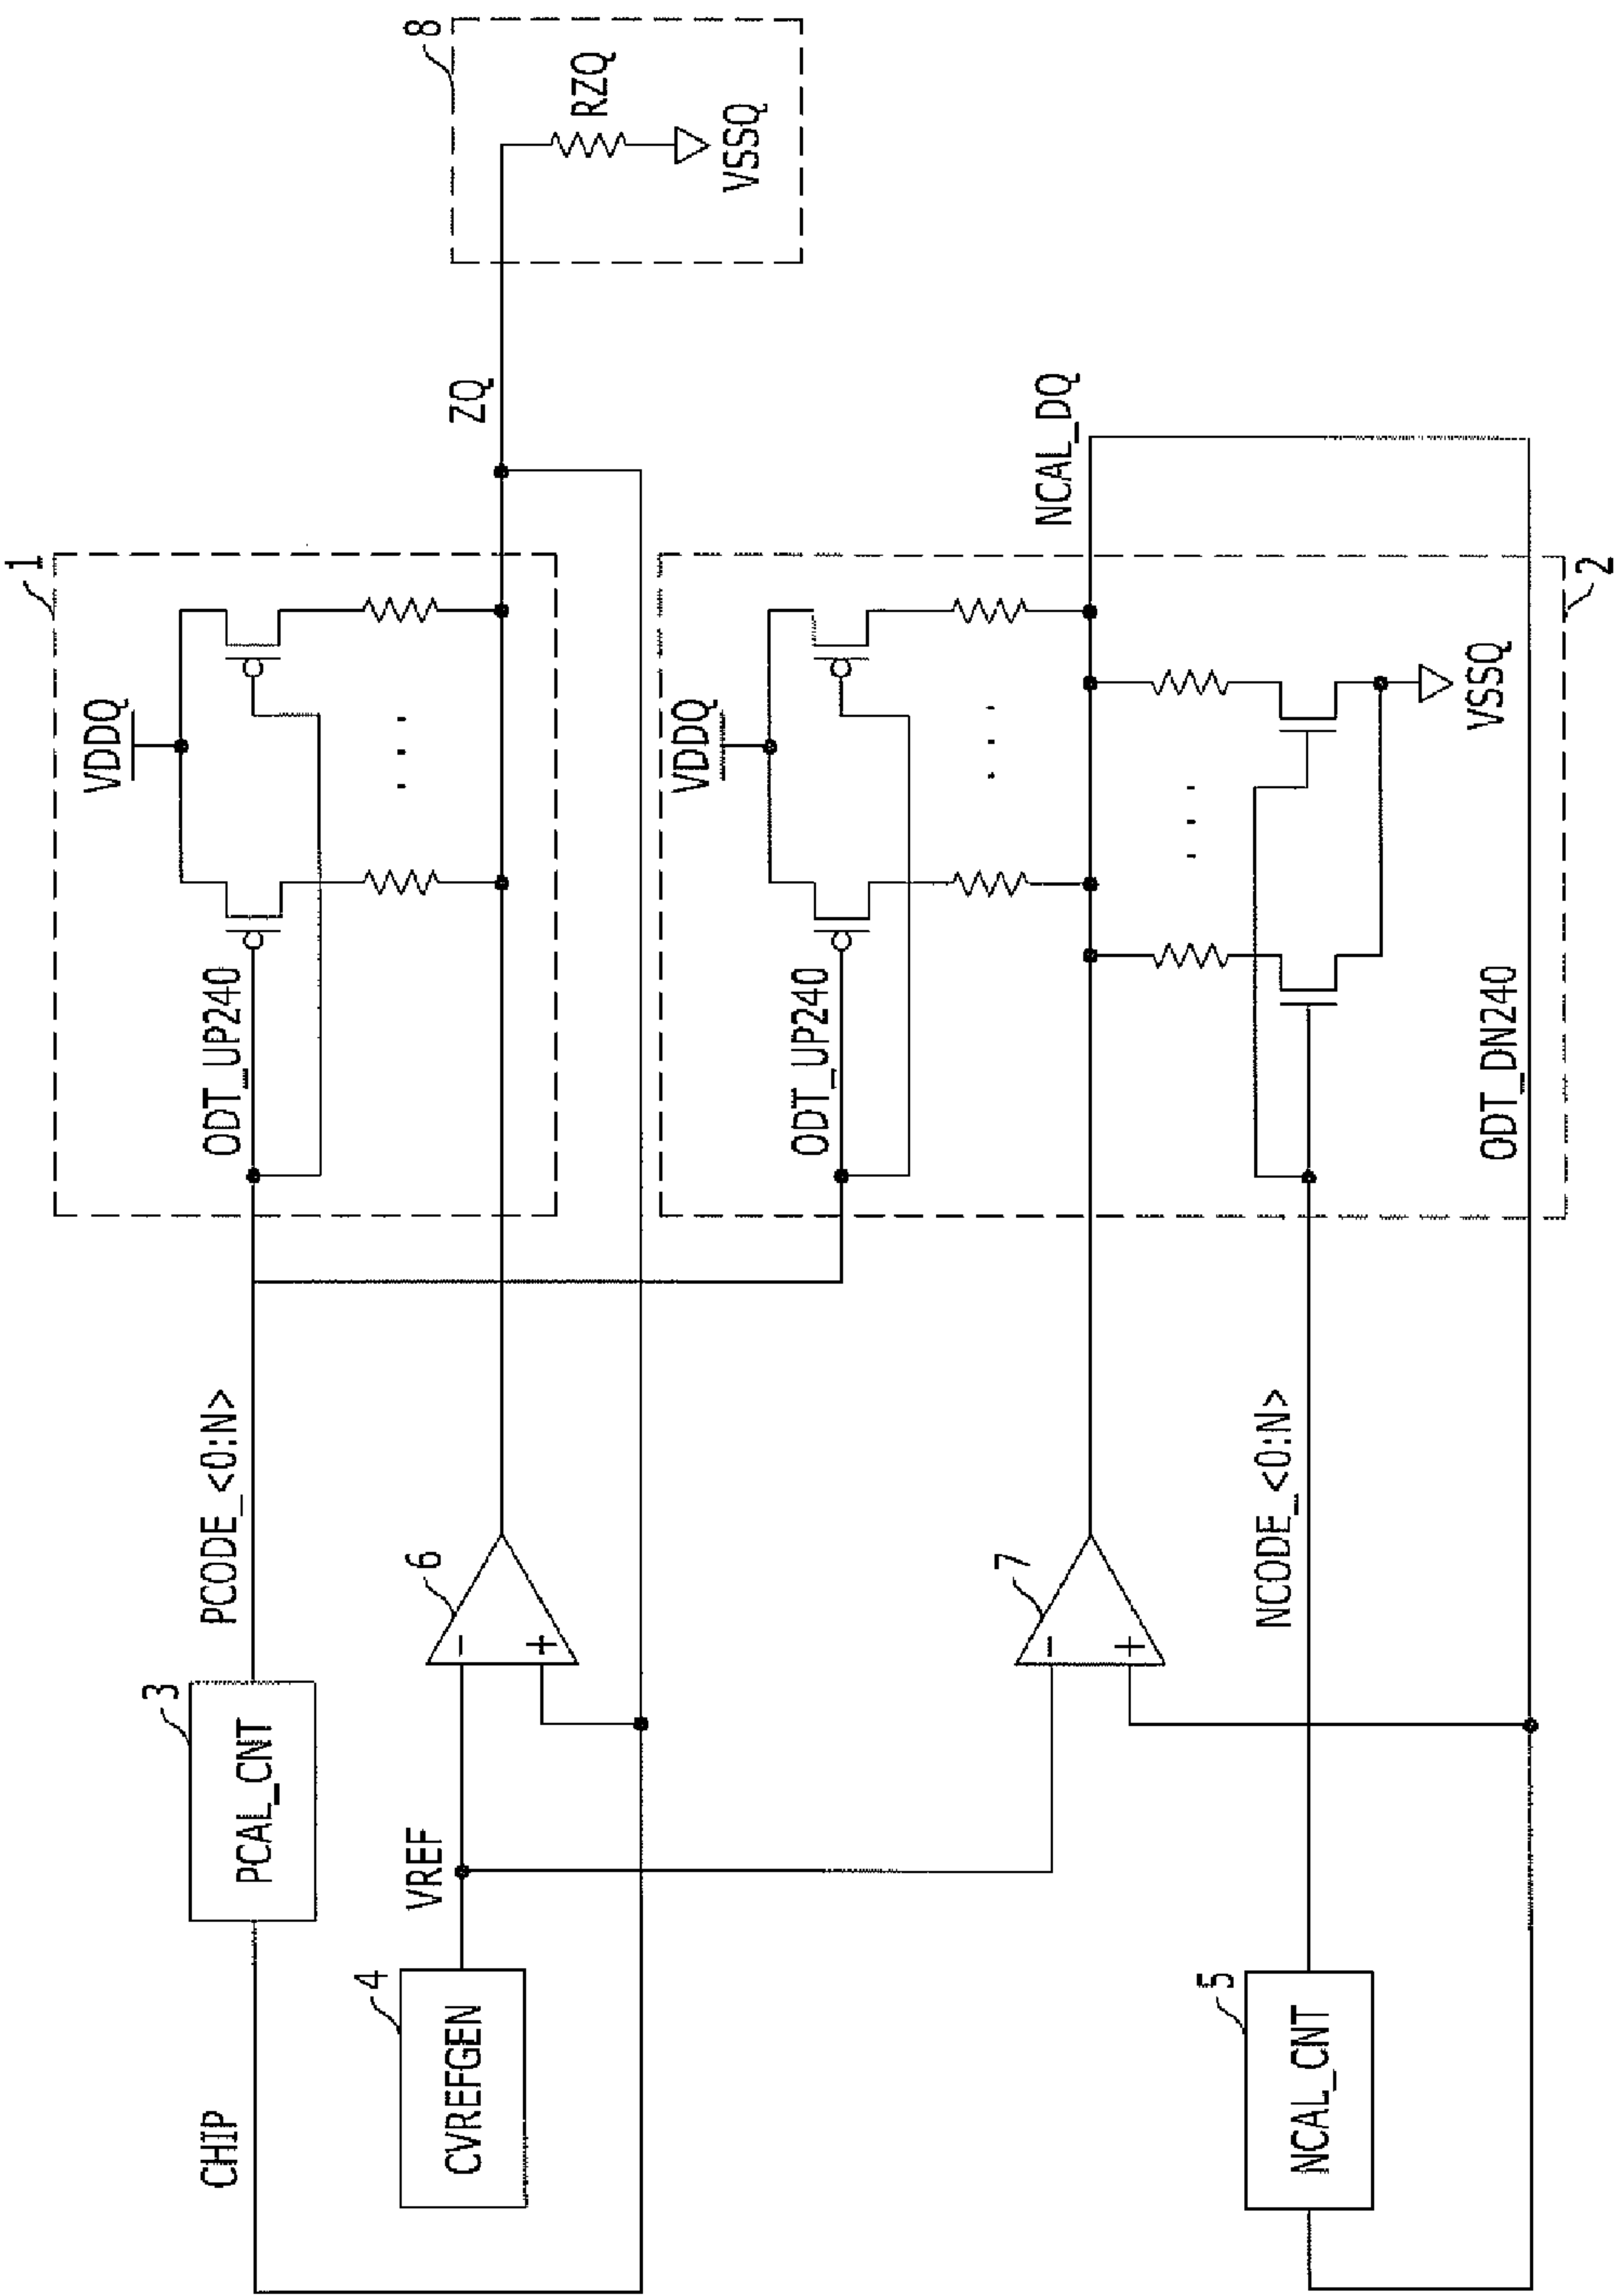 CHIP
3
PCAL_CNT
PCODE_<0:N>
1
VDDQ
ODT_UP240
4
CVREFGEN
VREF
6
-
+
ZQ
8
RZQ
VSSQ
VDDQ
ODT_UP240
7
-
+
NCAL_DQ
5
NCAL_CNT
NCODE_<0:N>
VSSQ
ODT_DN240
2